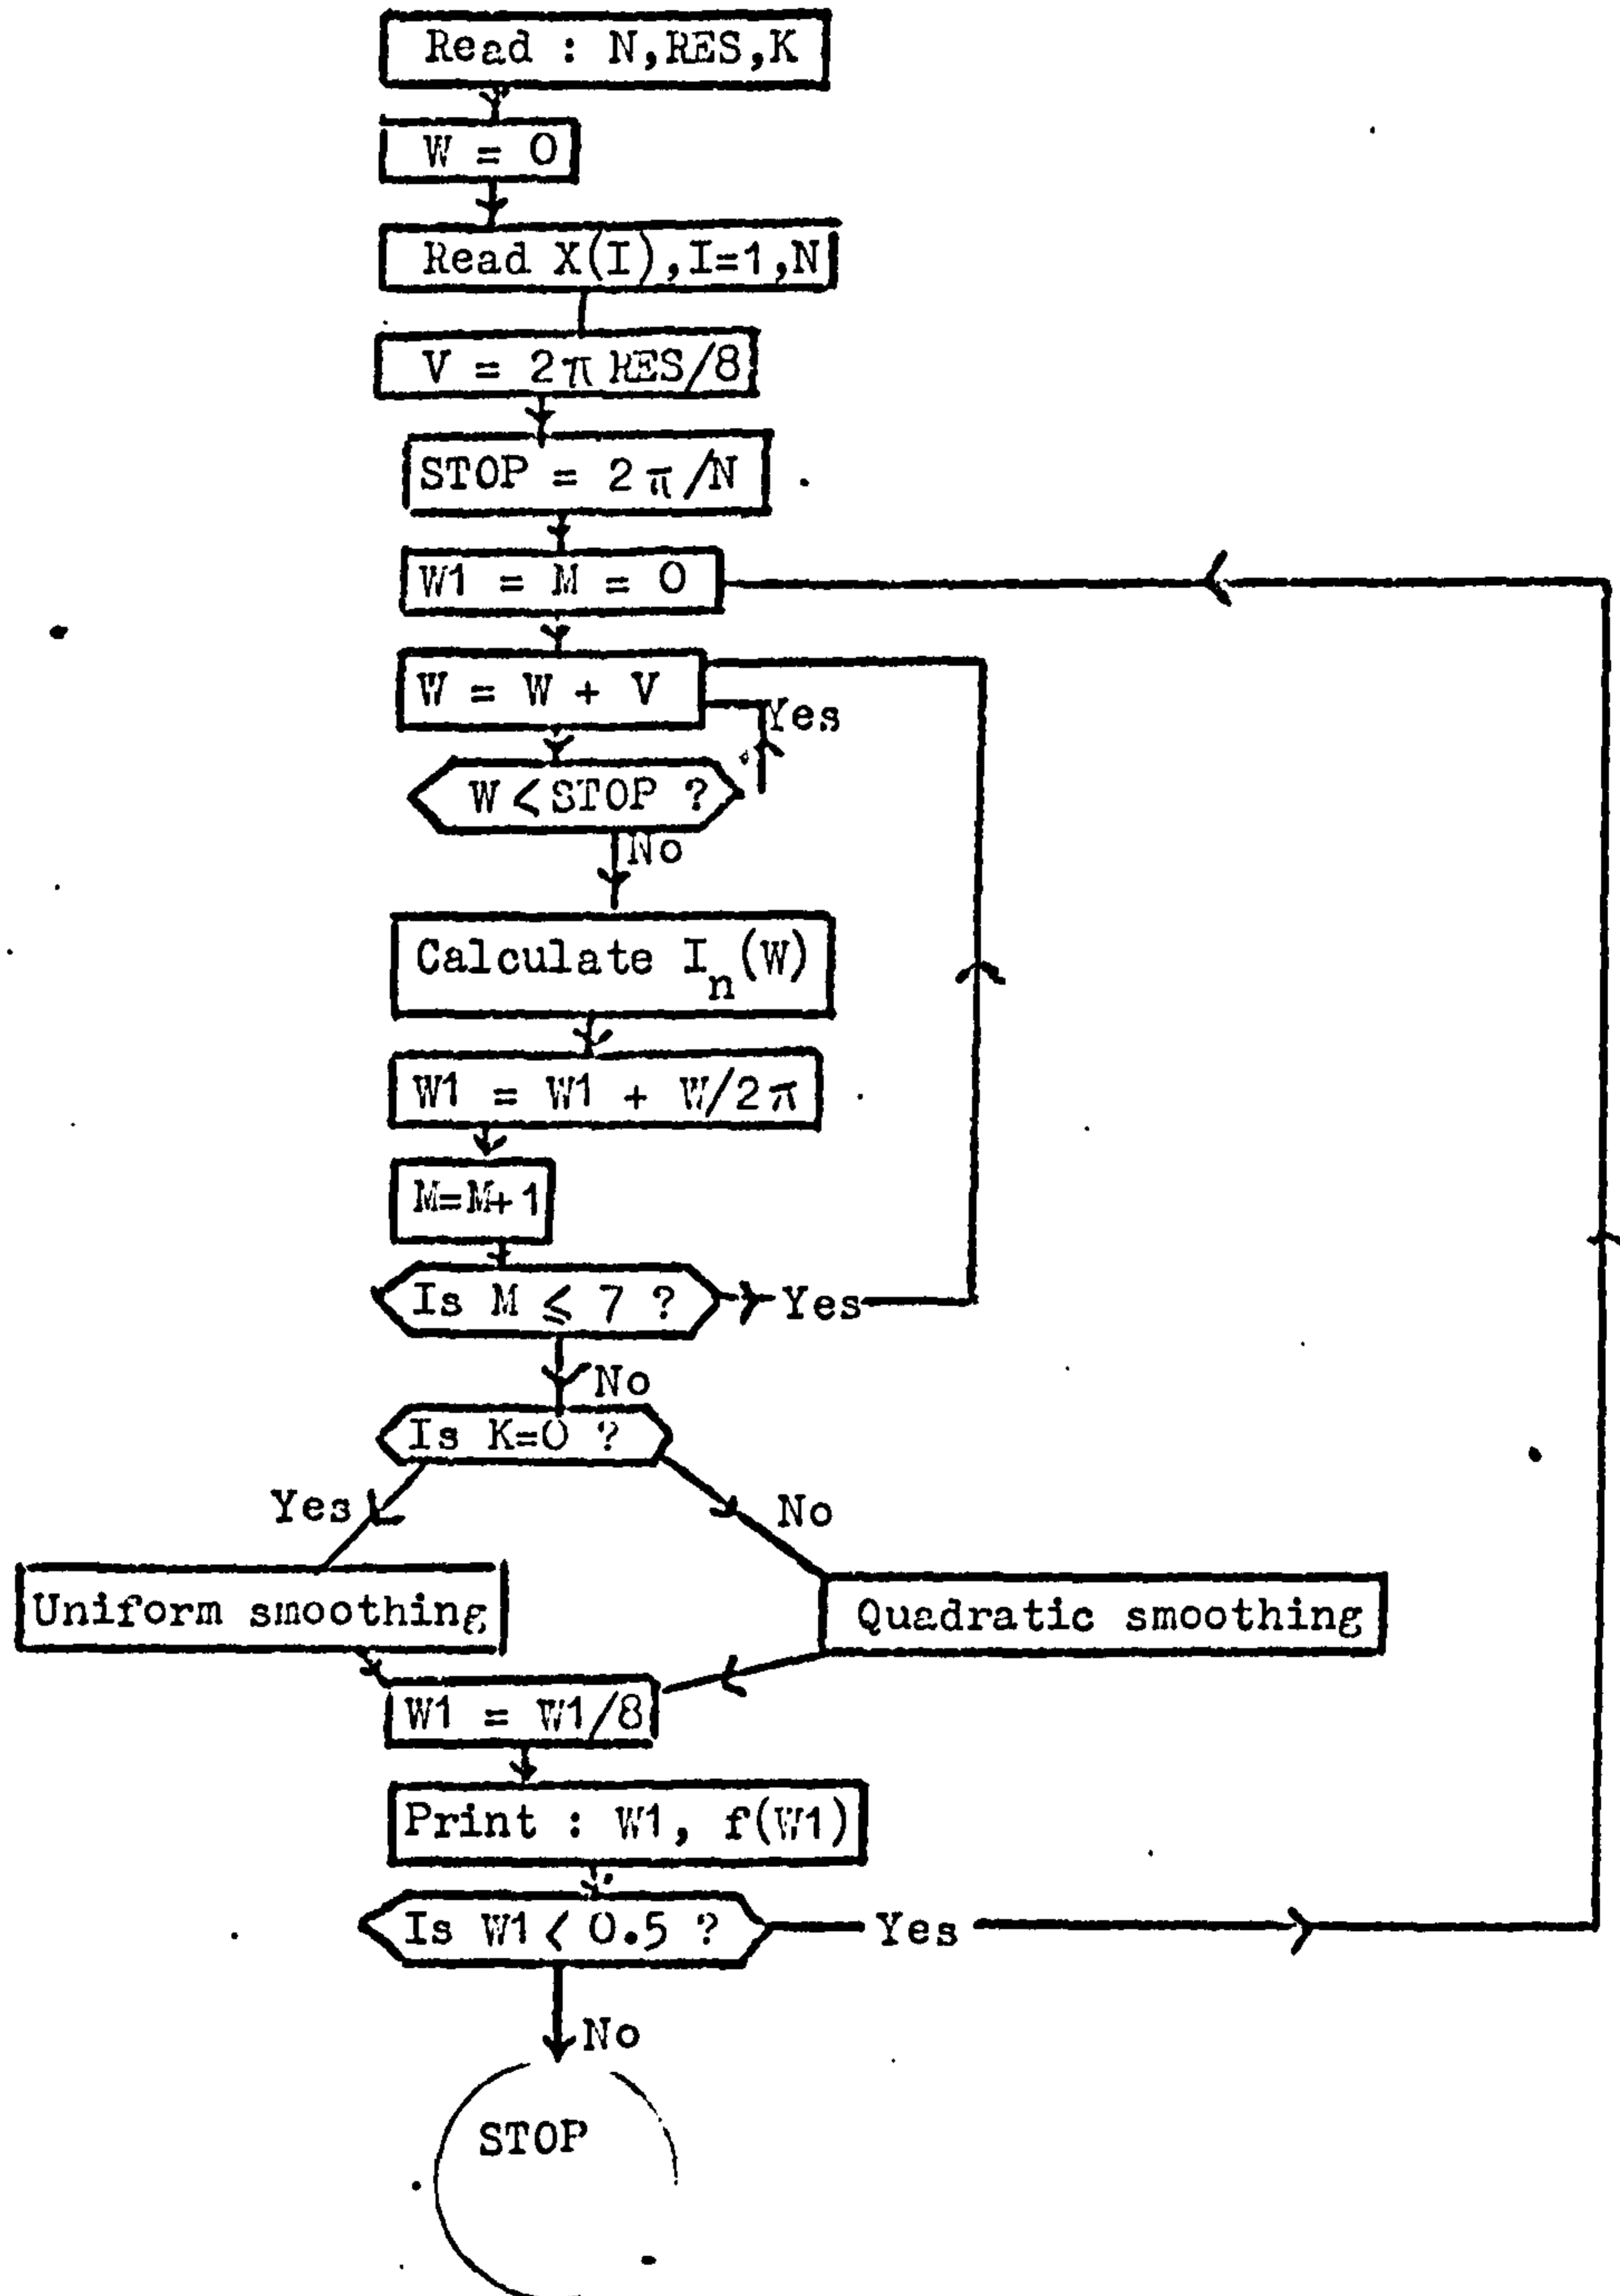 Read : N,RES,K
W = 0
Read X(I),I=1,N
V = 2π RES/8
STOP = 2π/N
W1 = M = 0
W = W + V
Yes
W < STOP ?
No
Calculate Iₙ(W)
W1 = W1 + W/2π
M=M+1
Is M ⩽ 7 ?
Yes
No
Is K=0 ?
Yes
No
Uniform smoothing
Quadratic smoothing
W1 = W1/8
Print : W1, f(W1)
Is W1 < 0.5 ?
Yes
No
STOP